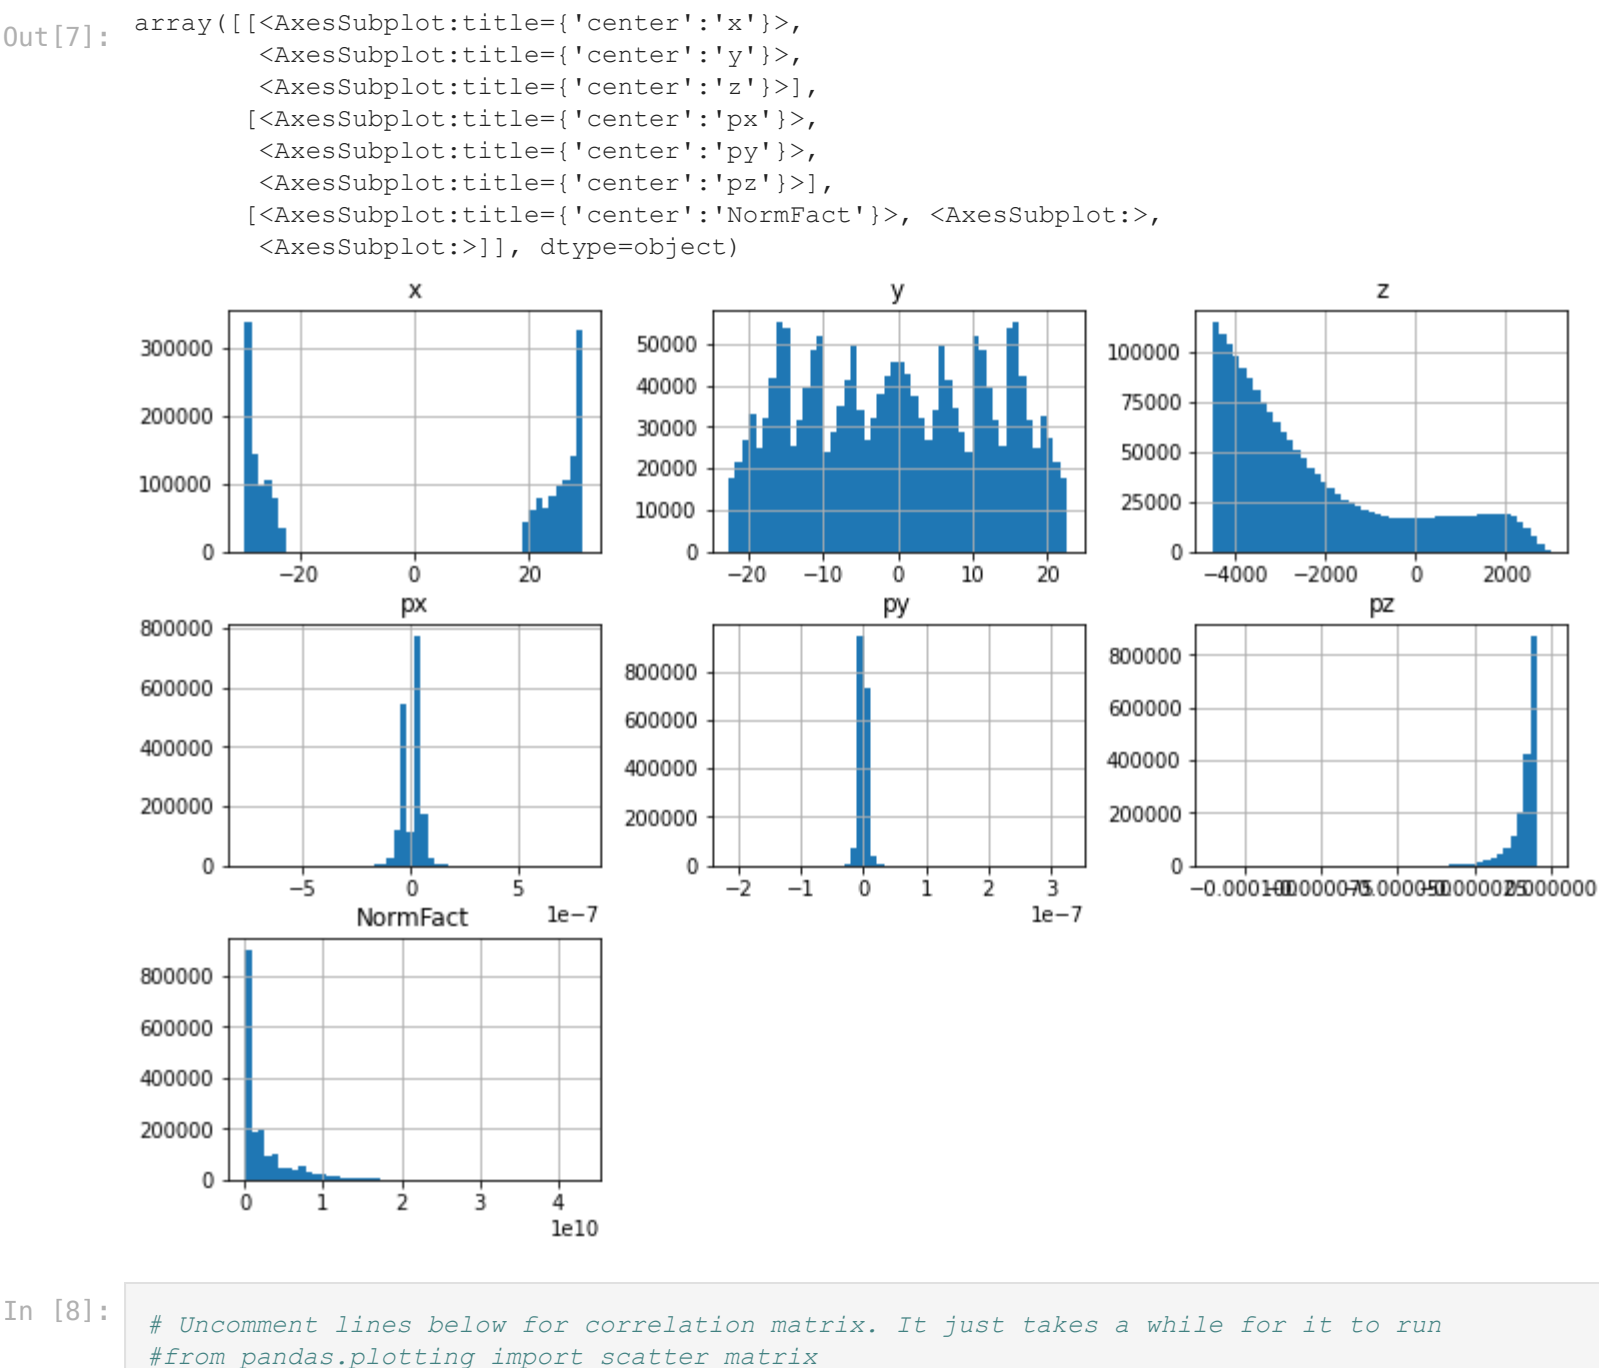 Out[7]: array([[<AxesSubplot:title={'center':'x'}>,
<AxesSubplot:title={'center':'y'}>,
<AxesSubplot:title={'center':'z'}>],
[<AxesSubplot:title={'center':'px'}>,
<AxesSubplot:title={'center':'py'}>,
<AxesSubplot:title={'center':'pz'}>],
[<AxesSubplot:title={'center':'NormFact'}>, <AxesSubplot:>,
<AxesSubplot:>]], dtype=object)
x
300000
200000
100000
0
−20 0 20
y
50000
40000
30000
20000
10000
0
−20 −10 0 10 20
z
100000
75000
50000
25000
0
−4000 −2000 0 2000
px
800000
600000
400000
200000
0
−5 0 5
1e−7
py
800000
600000
400000
200000
0
−2 −1 0 1 2 3
1e−7
pz
800000
600000
400000
200000
0
NormFact
800000
600000
400000
200000
0
0 1 2 3 4
1e10
In [8]: # Uncomment lines below for correlation matrix. It just takes a while for it to run
#from pandas.plotting import scatter_matrix